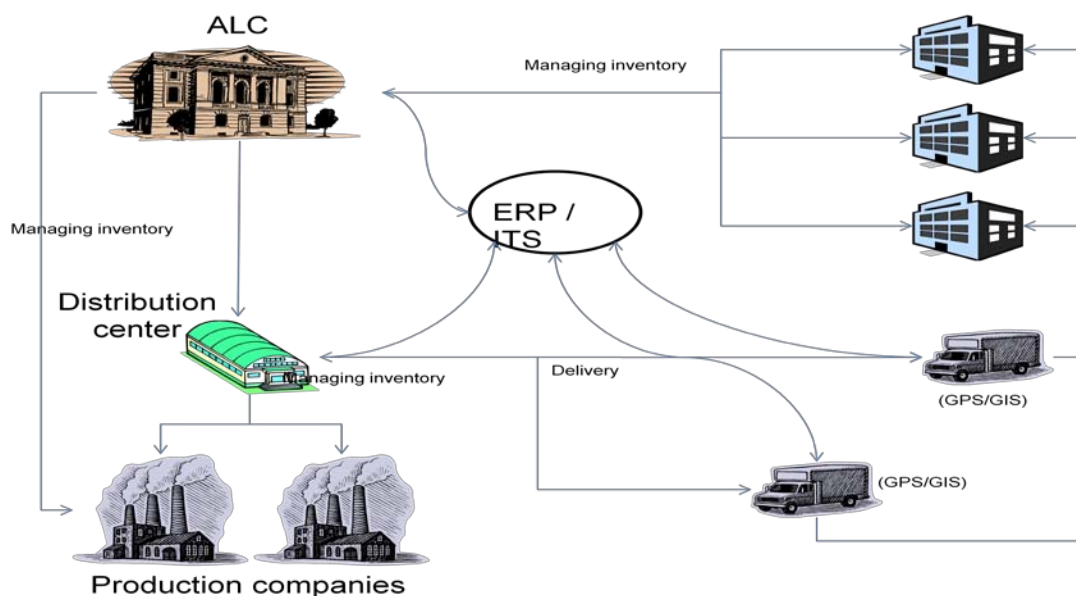 ALC
Managing inventory
ERP /
ITS
Managing inventory
Distribution
center
Managing inventory
Delivery
(GPS/GIS)
(GPS/GIS)
Production companies